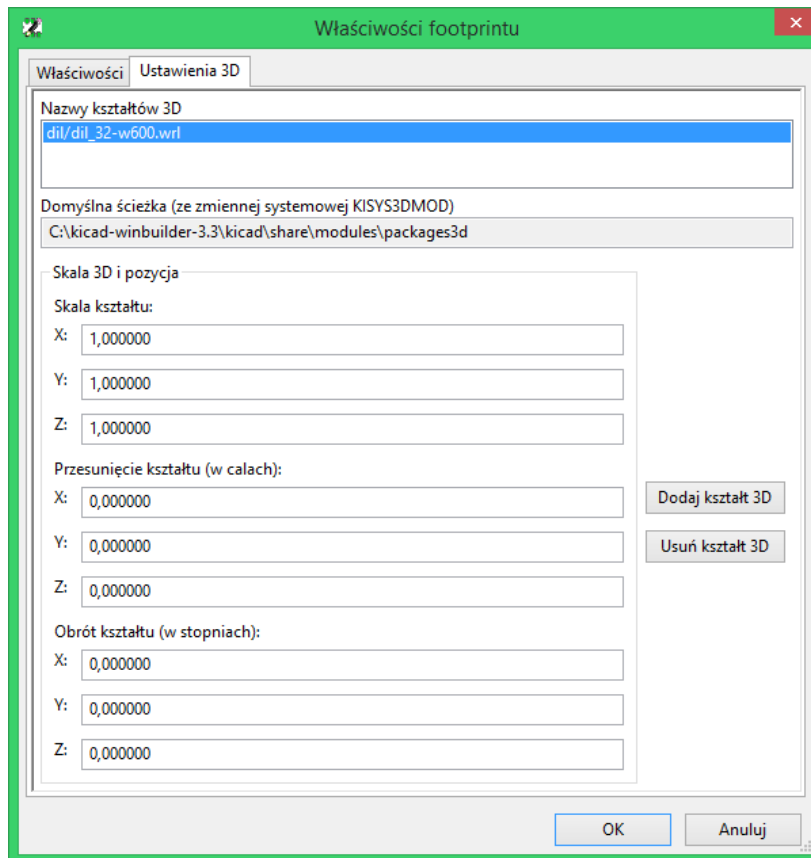 Właściwości footprintu
Właściwości
Ustawienia 3D
Nazwy kształtów 3D
dil/dil_32-w600.wrl
Domyślna ścieżka (ze zmiennej systemowej KISYS3DMOD)
C:\kicad-winbuilder-3.3\kicad\share\modules\packages3d
Skala 3D i pozycja
Skala kształtu:
X: 1,000000
Y: 1,000000
Z: 1,000000
Przesunięcie kształtu (w calach):
X: 0,000000
Y: 0,000000
Z: 0,000000
Dodaj kształt 3D
Usuń kształt 3D
Obrót kształtu (w stopniach):
X: 0,000000
Y: 0,000000
Z: 0,000000
OK
Anuluj